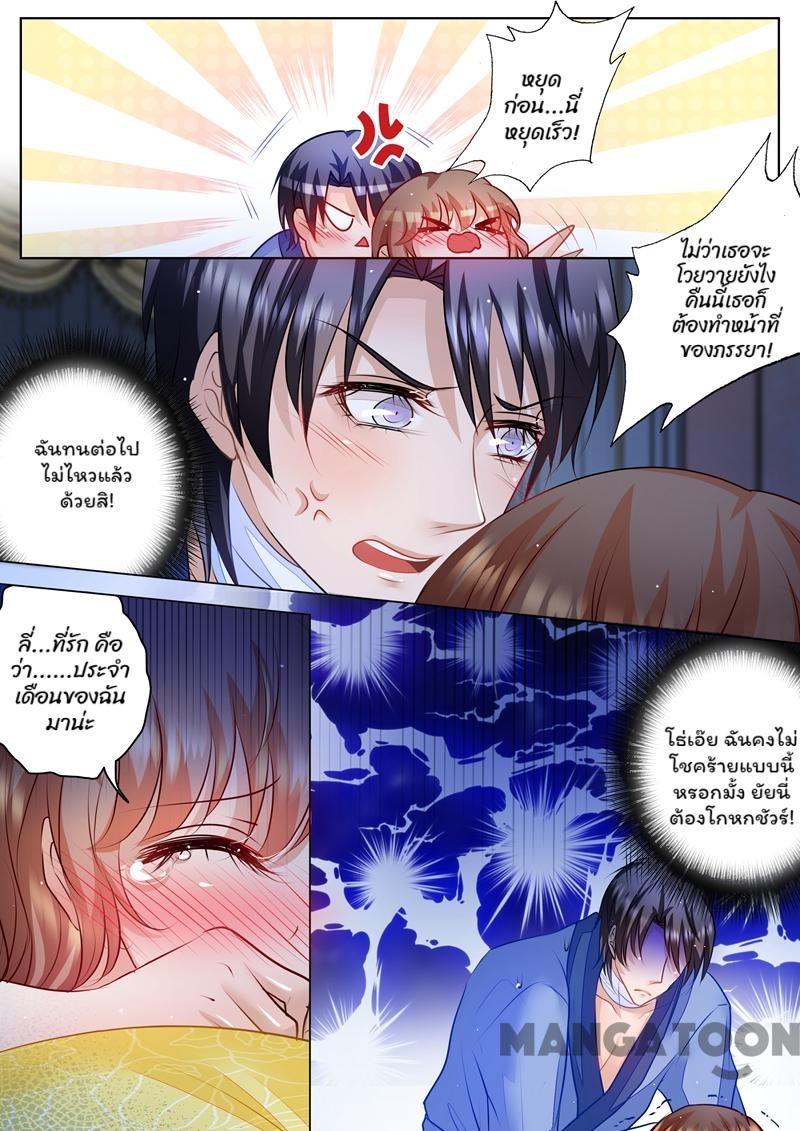 หยุด
ก่อน...นี่
หยุดเร็ว!
ไม่ว่าเธอจะ
โวยวายยังไง
คืนนี้เธอก็
ต้องทำหน้าที่
ของภรรยา!
ฉันทนต่อไป
ไม่ไหวแล้ว
ด้วยสิ!
ลี่...ที่รัก คือ
ว่า......ประจำ
เดือนของฉัน
มาน่ะ
โธ่เอ๊ย ฉันคงไม่
โชคร้ายแบบนี้
หรอกมั้ง ยัยนี่
ต้องโกหกชัวร์!
MANGATOON